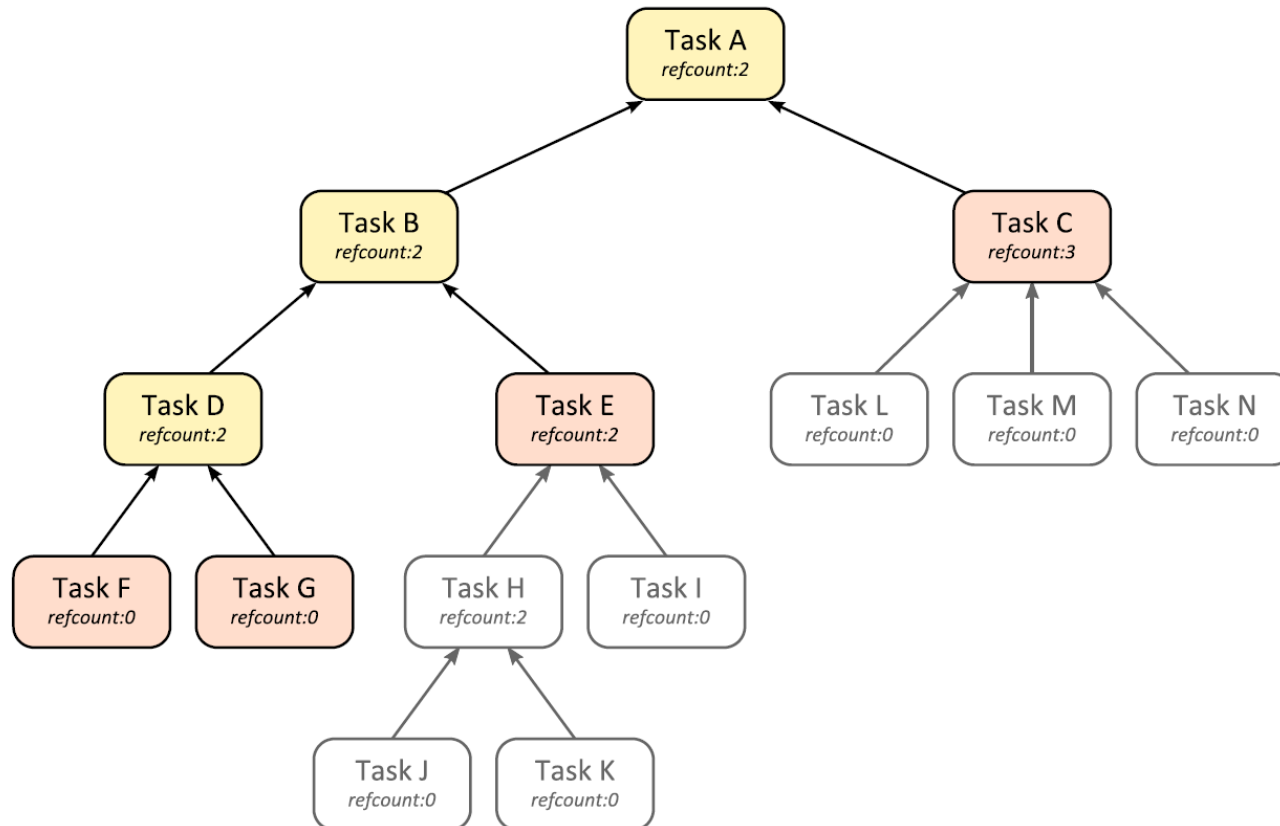 Task A
refcount:2
Task B
refcount:2
Task C
refcount:3
Task D
refcount:2
Task E
refcount:2
Task L
refcount:0
Task M
refcount:0
Task N
refcount:0
Task F
refcount:0
Task G
refcount:0
Task H
refcount:2
Task I
refcount:0
Task J
refcount:0
Task K
refcount:0